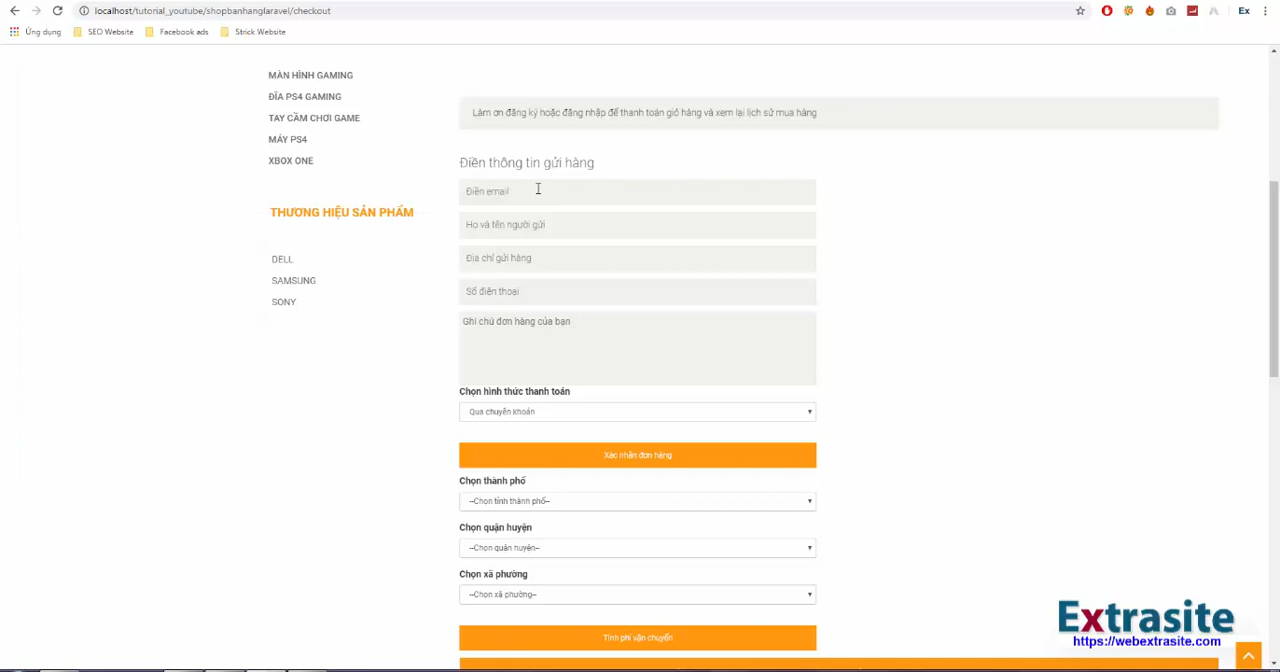 localhost/tutorial_youtube/shopbanhanglaravel/checkout
Ex
Ứng dụng
SEO Website
Facebook ads
Strick Website
MÀN HÌNH GAMING
ĐĨA PS4 GAMING
TAY CẦM CHƠI GAME
MÁY PS4
XBOX ONE
THƯƠNG HIỆU SẢN PHẨM
DELL
SAMSUNG
SONY
Làm ơn đăng ký hoặc đăng nhập để thanh toán giỏ hàng và xem lại lịch sử mua hàng
Điền thông tin gửi hàng
Điền email
Họ và tên người gửi
Địa chỉ gửi hàng
Số điện thoại
Ghi chú đơn hàng của bạn
Chọn hình thức thanh toán
Qua chuyển khoản
Xác nhận đơn hàng
Chọn thành phố
--Chọn tỉnh thành phố--
Chọn quận huyện
--Chọn quận huyện--
Chọn xã phường
--Chọn xã phường--
Tính phí vận chuyển
Extrasite
https://webextrasite.com